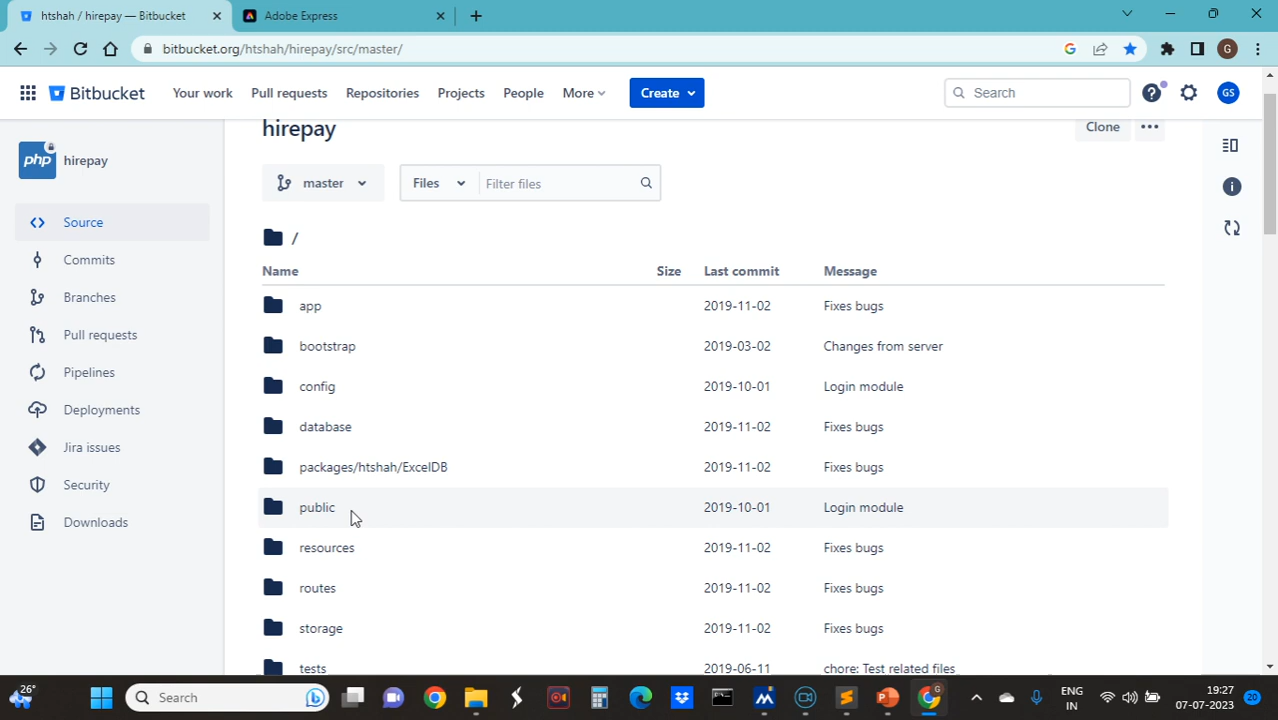 htshah / hirepay — Bitbucket
Adobe Express
bitbucket.org/htshah/hirepay/src/master/
G
Bitbucket
Your work
Pull requests
Repositories
Projects
People
More
Create
Search
GS
php
hirepay
Source
Commits
Branches
Pull requests
Pipelines
Deployments
Jira issues
Security
Downloads
hirepay
Clone
master
Files
Filter files
/
Name Size Last commit Message
app 2019-11-02 Fixes bugs
bootstrap 2019-03-02 Changes from server
config 2019-10-01 Login module
database 2019-11-02 Fixes bugs
packages/htshah/ExcelDB 2019-11-02 Fixes bugs
public 2019-10-01 Login module
resources 2019-11-02 Fixes bugs
routes 2019-11-02 Fixes bugs
storage 2019-11-02 Fixes bugs
tests 2019-06-11 chore: Test related files
26°
Search
ENG
IN
19:27
07-07-2023
20